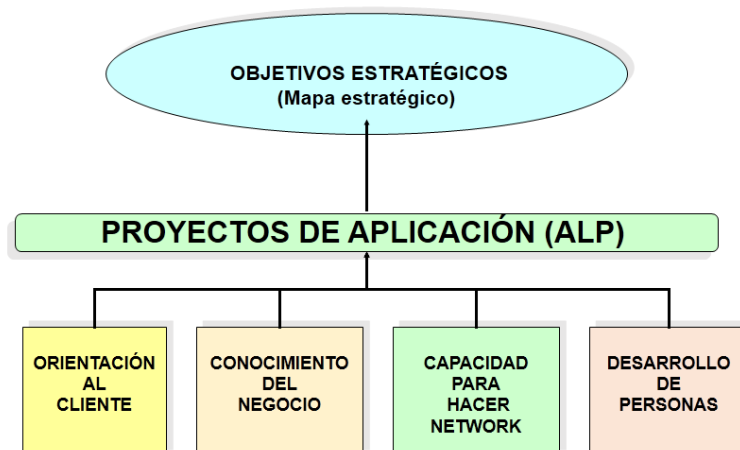 OBJETIVOS ESTRATÉGICOS
(Mapa estratégico)
PROYECTOS DE APLICACIÓN (ALP)
ORIENTACIÓN
AL
CLIENTE
CONOCIMIENTO
DEL
NEGOCIO
CAPACIDAD
PARA
HACER
NETWORK
DESARROLLO
DE
PERSONAS